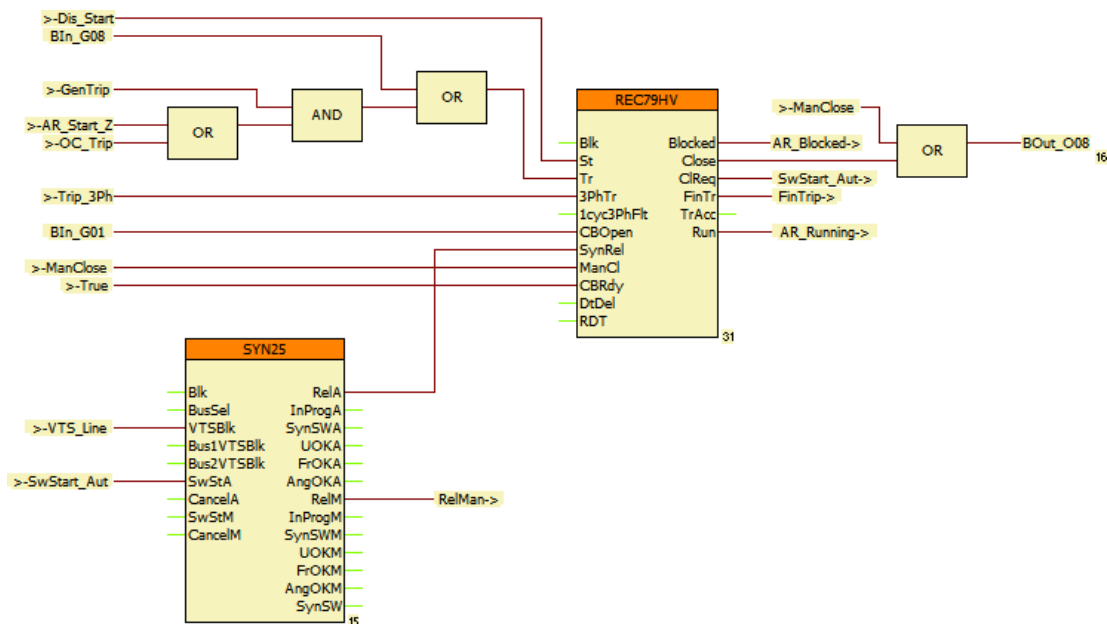 >-Dis_Start
BIn_G08
>-GenTrip
>-AR_Start_Z
>-OC_Trip
OR
AND
OR
>-Trip_3Ph
BIn_G01
>-ManClose
>-True
REC79HV
Blk
St
Tr
3PhTr
1cyc3PhFlt
CBOpen
SynRel
ManCl
CBRdy
DtDel
RDT
Blocked
Close
ClReq
FinTr
TrAcc
Run
31
>-ManClose
AR_Blocked->
SwStart_Aut->
FinTrip->
AR_Running->
OR
BOut_O08
16
SYN25
>-VTS_Line
>-SwStart_Aut
Blk
BusSel
VTSBlk
Bus1VTSBlk
Bus2VTSBlk
SwStA
CancelA
SwStM
CancelM
RelA
InProgA
SynSWA
UOKA
FrOKA
AngOKA
RelM
InProgM
SynSWM
UOKM
FrOKM
AngOKM
SynSW
15
RelMan->